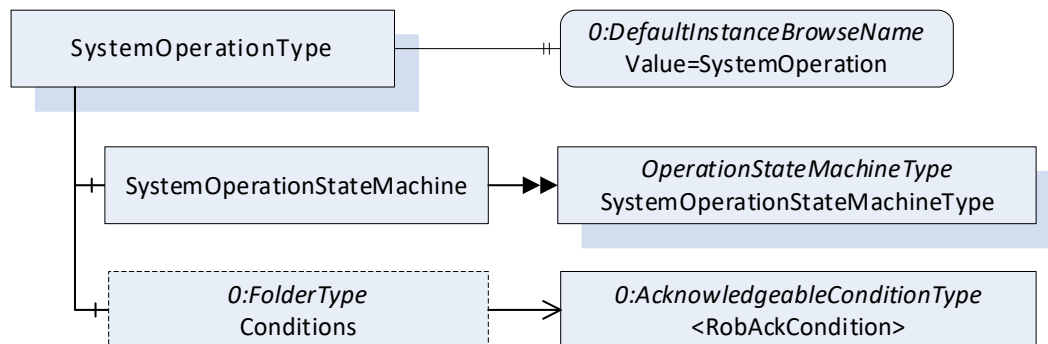 SystemOperationType
0:DefaultInstanceBrowseName
Value=SystemOperation
SystemOperationStateMachine
OperationStateMachineType
SystemOperationStateMachineType
0:FolderType
Conditions
0:AcknowledgeableConditionType
<RobAckCondition>